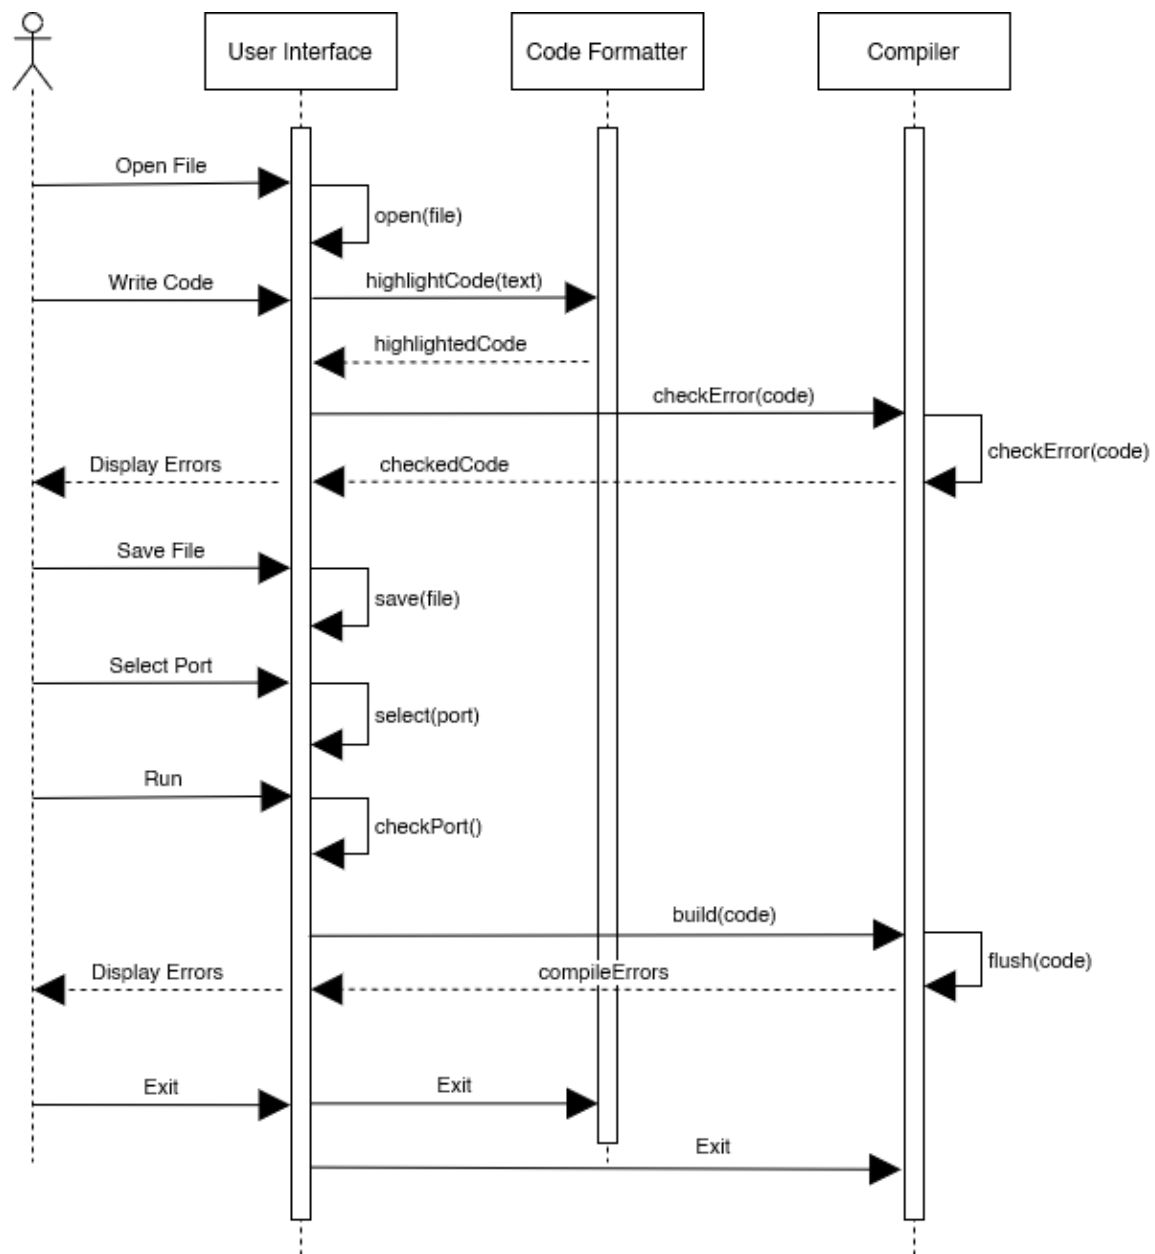 User Interface
Code Formatter
Compiler
Open File
open(file)
Write Code
highlightCode(text)
highlightedCode
checkError(code)
checkError(code)
Display Errors
checkedCode
Save File
save(file)
Select Port
select(port)
Run
checkPort()
build(code)
flush(code)
Display Errors
compileErrors
Exit
Exit
Exit